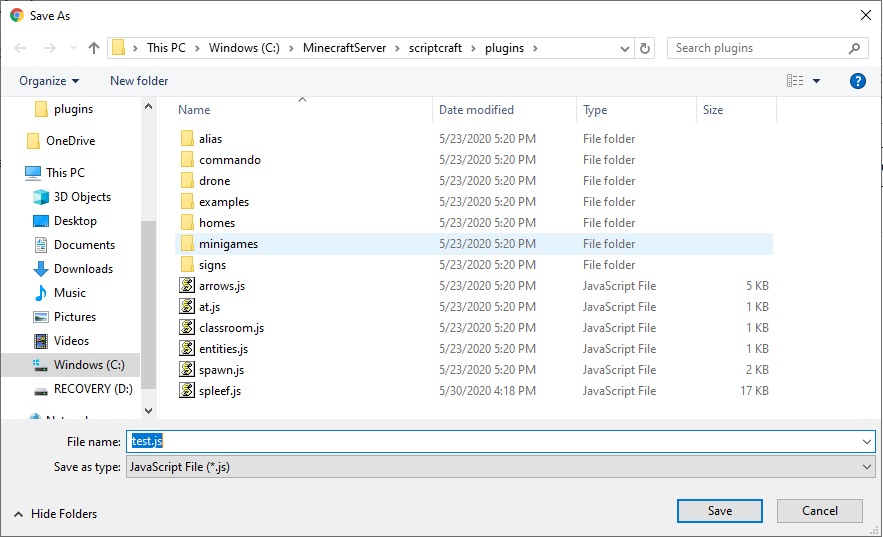 Save As
This PC > Windows (C:) > MinecraftServer > scriptcraft > plugins >
Search plugins
Organize
New folder
?
Name
Date modified
Type
Size
plugins
OneDrive
This PC
3D Objects
Desktop
Documents
Downloads
Music
Pictures
Videos
Windows (C:)
RECOVERY (D:)
alias 5/23/2020 5:20 PM File folder
commando 5/23/2020 5:20 PM File folder
drone 5/23/2020 5:20 PM File folder
examples 5/23/2020 5:20 PM File folder
homes 5/23/2020 5:20 PM File folder
minigames 5/23/2020 5:20 PM File folder
signs 5/23/2020 5:20 PM File folder
arrows.js 5/23/2020 5:20 PM JavaScript File 5 KB
at.js 5/23/2020 5:20 PM JavaScript File 1 KB
classroom.js 5/23/2020 5:20 PM JavaScript File 1 KB
entities.js 5/23/2020 5:20 PM JavaScript File 1 KB
spawn.js 5/23/2020 5:20 PM JavaScript File 2 KB
spleef.js 5/30/2020 4:18 PM JavaScript File 17 KB
File name: test.js
Save as type: JavaScript File (*.js)
Hide Folders
Save
Cancel